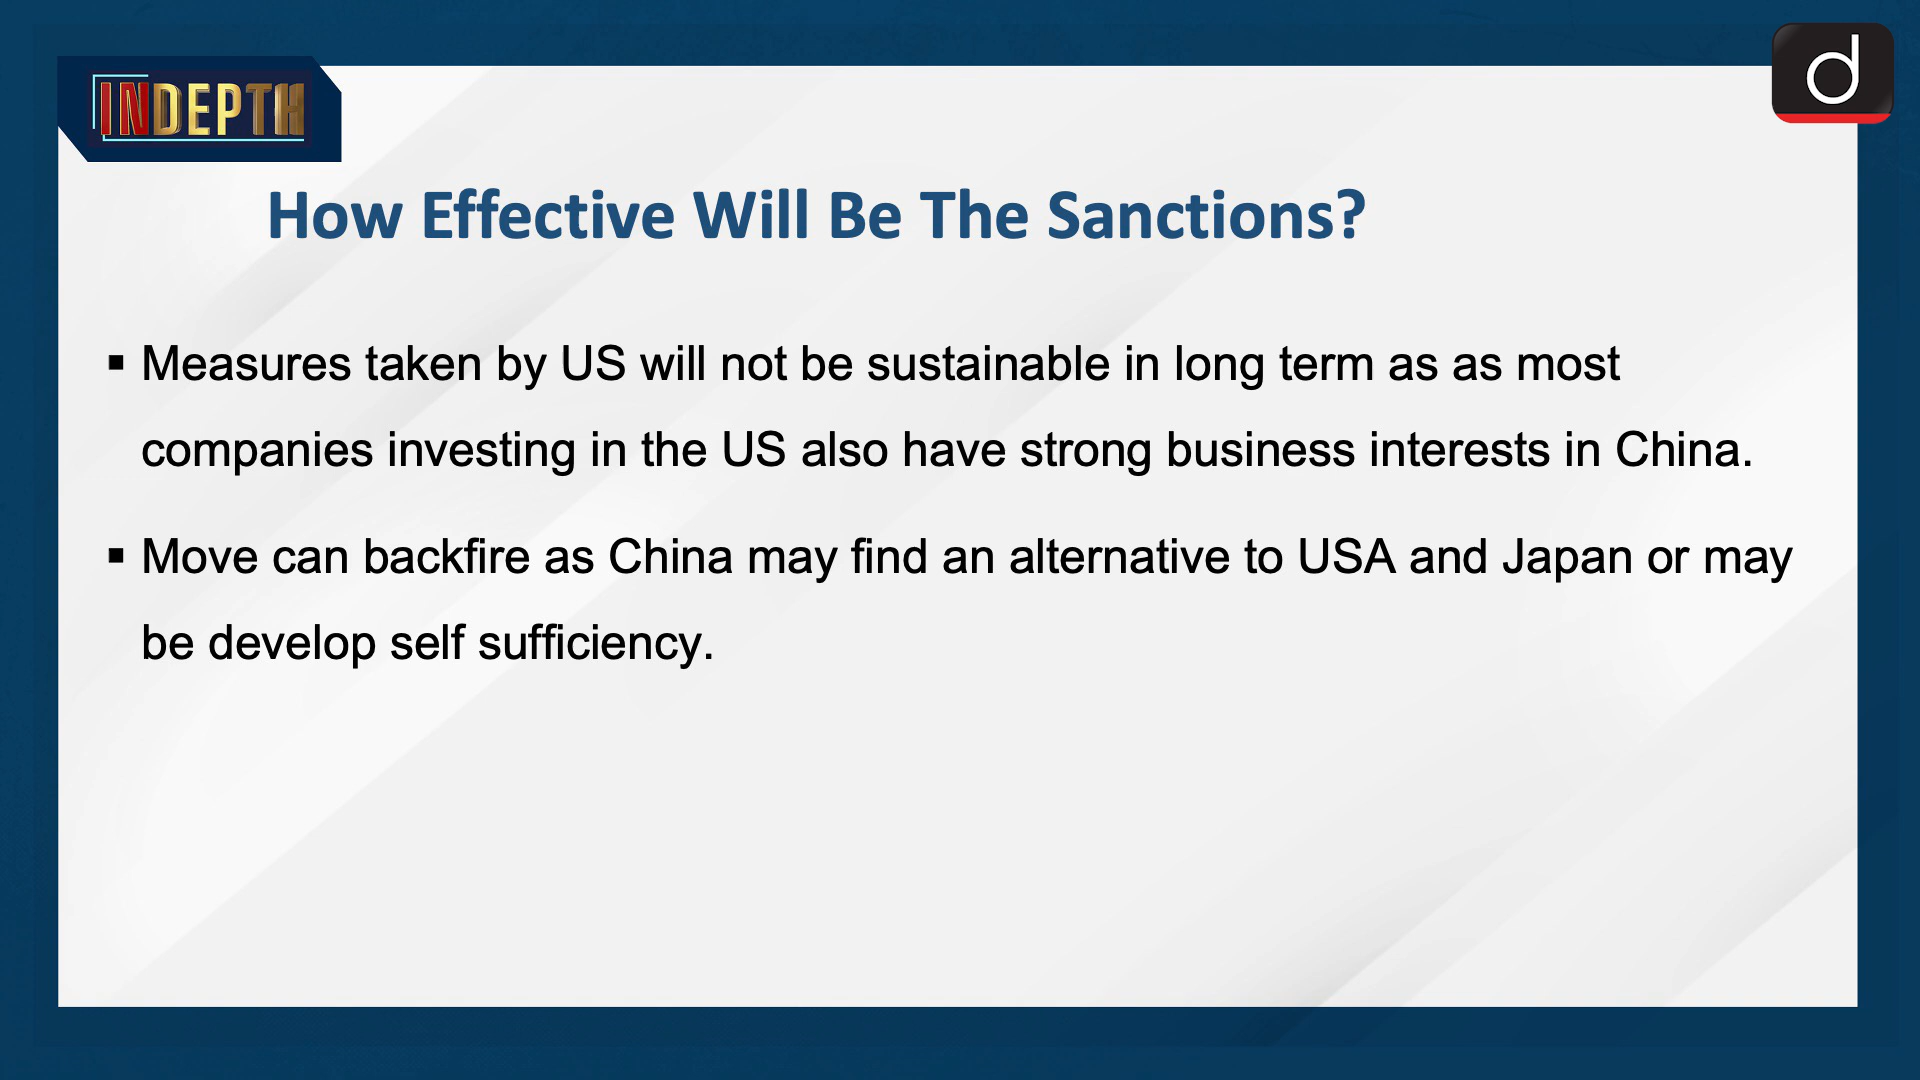 INDEPTH
d
How Effective Will Be The Sanctions?
▪ Measures taken by US will not be sustainable in long term as as most
companies investing in the US also have strong business interests in China.
▪ Move can backfire as China may find an alternative to USA and Japan or may
be develop self sufficiency.